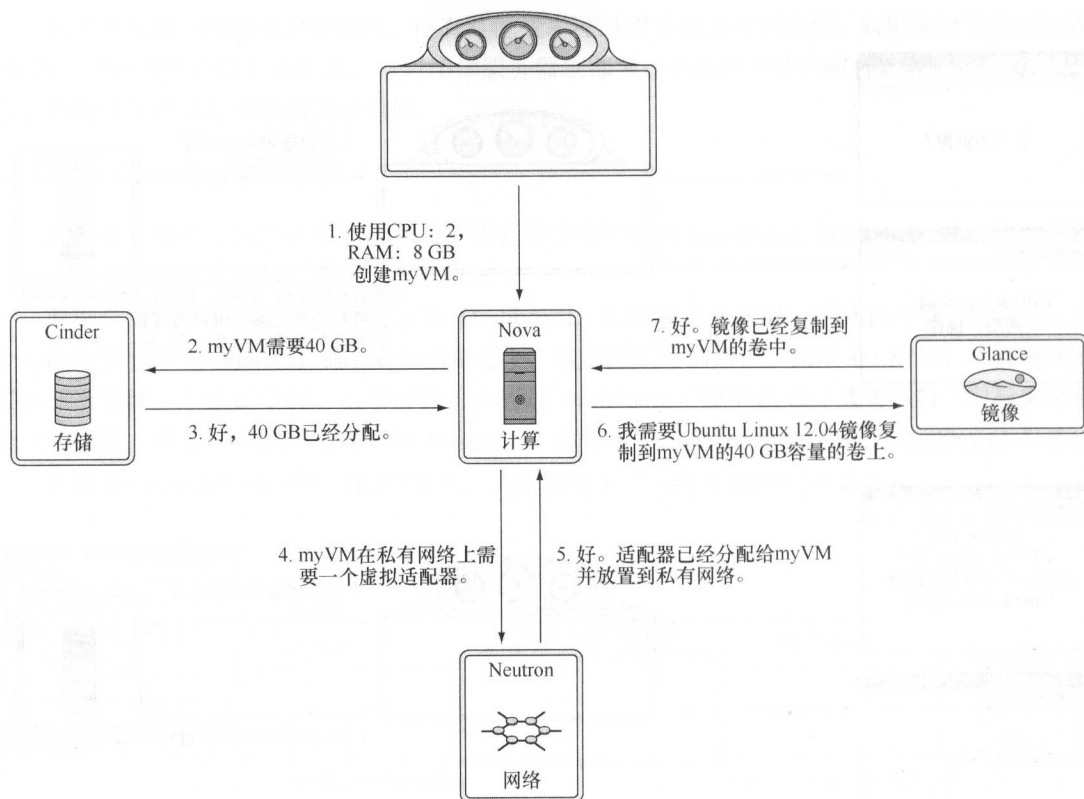 1. 使用CPU：2，
RAM：8 GB
创建myVM。
Cinder
存储
2. myVM需要40 GB。
3. 好，40 GB已经分配。
Nova
计算
7. 好。镜像已经复制到
myVM的卷中。
6. 我需要Ubuntu Linux 12.04镜像复
制到myVM的40 GB容量的卷上。
Glance
镜像
4. myVM在私有网络上需
要一个虚拟适配器。
5. 好。适配器已经分配给myVM
并放置到私有网络。
Neutron
网络